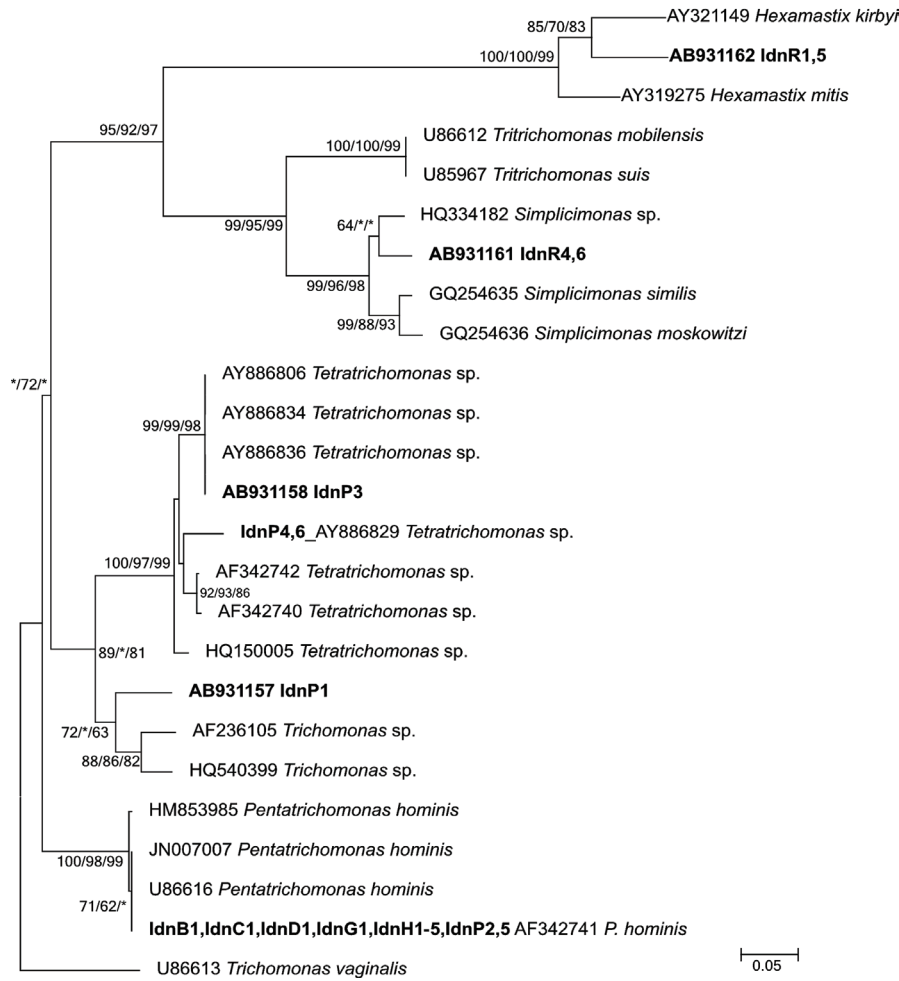 AY321149 Hexamastix kirbyi
85/70/83
AB931162 IdnR1,5
100/100/99
AY319275 Hexamastix mitis
95/92/97
U86612 Tritrichomonas mobilensis
100/100/99
U85967 Tritrichomonas suis
HQ334182 Simplicimonas sp.
64/*/*
99/95/99
AB931161 IdnR4,6
99/96/98
GQ254635 Simplicimonas similis
99/88/93
GQ254636 Simplicimonas moskowitzi
*/72/*
AY886806 Tetratrichomonas sp.
AY886834 Tetratrichomonas sp.
99/99/98
AY886836 Tetratrichomonas sp.
AB931158 IdnP3
IdnP4,6_AY886829 Tetratrichomonas sp.
100/97/99
AF342742 Tetratrichomonas sp.
92/93/86
AF342740 Tetratrichomonas sp.
89/*/81
HQ150005 Tetratrichomonas sp.
AB931157 IdnP1
72/*/63
AF236105 Trichomonas sp.
88/86/82
HQ540399 Trichomonas sp.
HM853985 Pentatrichomonas hominis
JN007007 Pentatrichomonas hominis
100/98/99
U86616 Pentatrichomonas hominis
71/62/*
IdnB1,IdnC1,IdnD1,IdnG1,IdnH1-5,IdnP2,5 AF342741 P. hominis
U86613 Trichomonas vaginalis
0.05